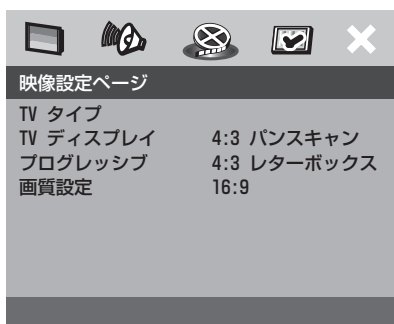 映像設定ページ
TV タイプ
TV ディスプレイ 4:3 パンスキャン
プログレッシブ 4:3 レターボックス
画質設定 16:9